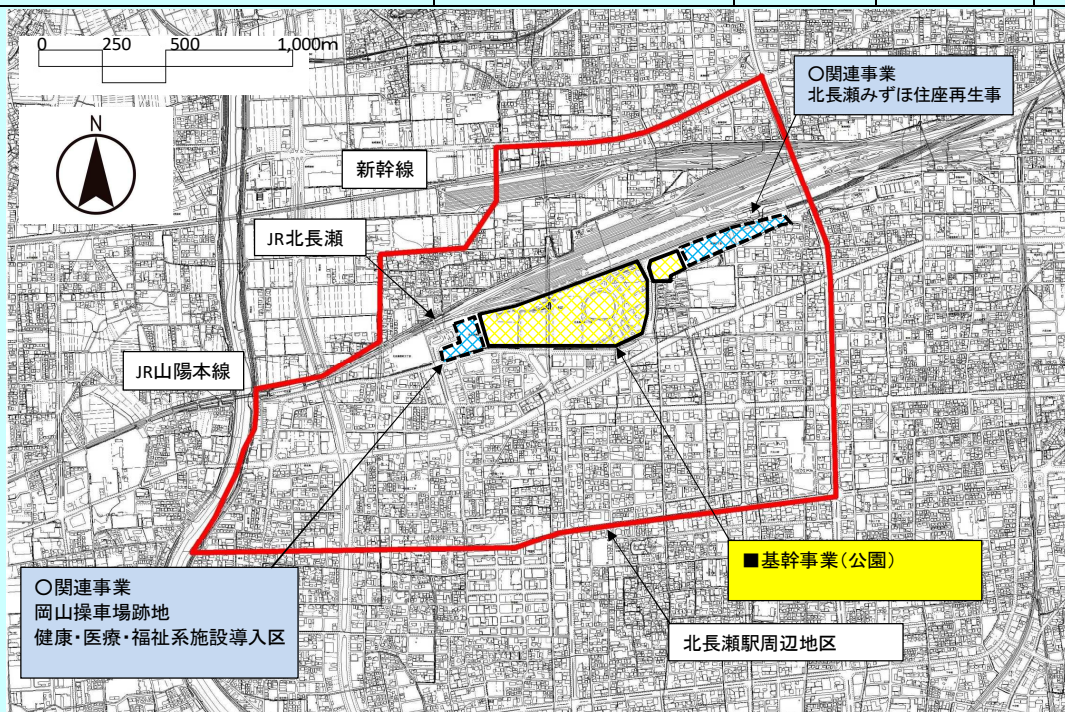 0 250 500 1,000m
N
〇関連事業
北長瀬みずほ住座再生事
新幹線
JR北長瀬
JR山陽本線
■基幹事業(公園)
〇関連事業
岡山操車場跡地
健康・医療・福祉系施設導入区
北長瀬駅周辺地区